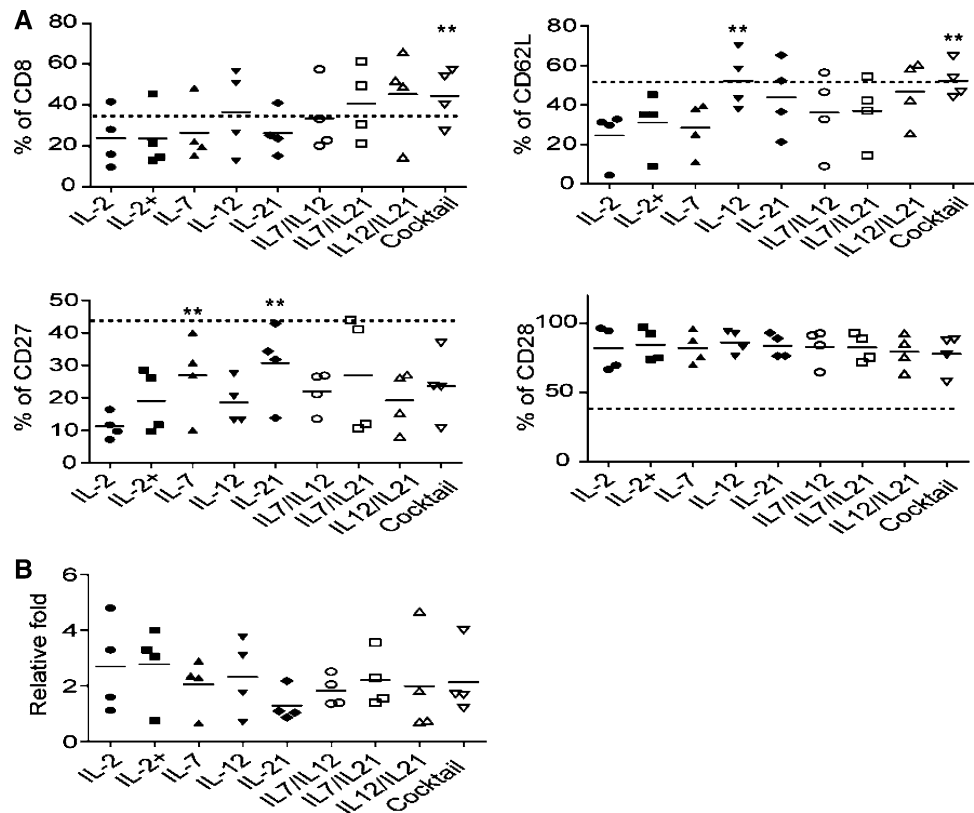 A
% of CD8
80
60
40
20
0
**
IL-2
IL-2+
IL-7
IL-12
IL-21
IL7/IL12
IL7/IL21
IL12/IL21
Cocktail
% of CD62L
80
60
40
20
0
** **
IL-2
IL-2+
IL-7
IL-12
IL-21
IL7/IL12
IL7/IL21
IL12/IL21
Cocktail
% of CD27
50
40
30
20
10
0
** **
IL-2
IL-2+
IL-7
IL-12
IL-21
IL7/IL12
IL7/IL21
IL12/IL21
Cocktail
% of CD28
100
50
0
IL-2
IL-2+
IL-7
IL-12
IL-21
IL7/IL12
IL7/IL21
IL12/IL21
Cocktail
B
Relative fold
6
4
2
0
IL-2
IL-2+
IL-7
IL-12
IL-21
IL7/IL12
IL7/IL21
IL12/IL21
Cocktail